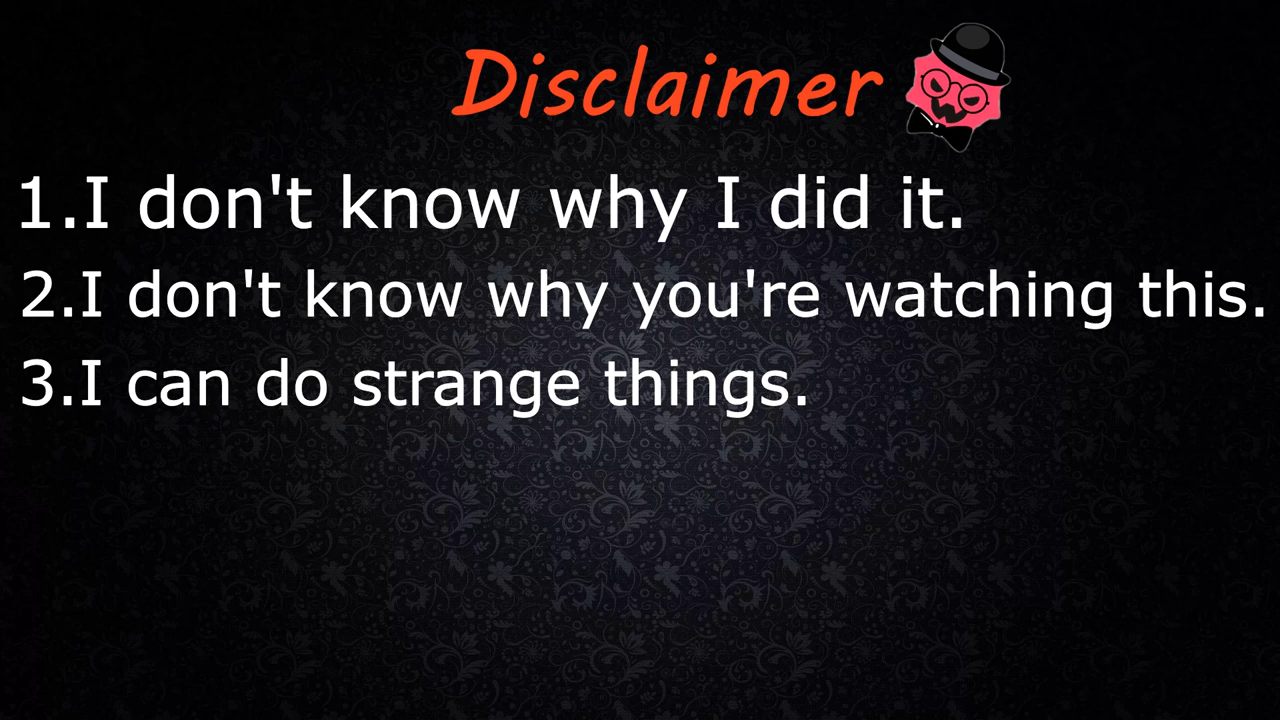 Disclaimer
1.I don't know why I did it.
2.I don't know why you're watching this.
3.I can do strange things.